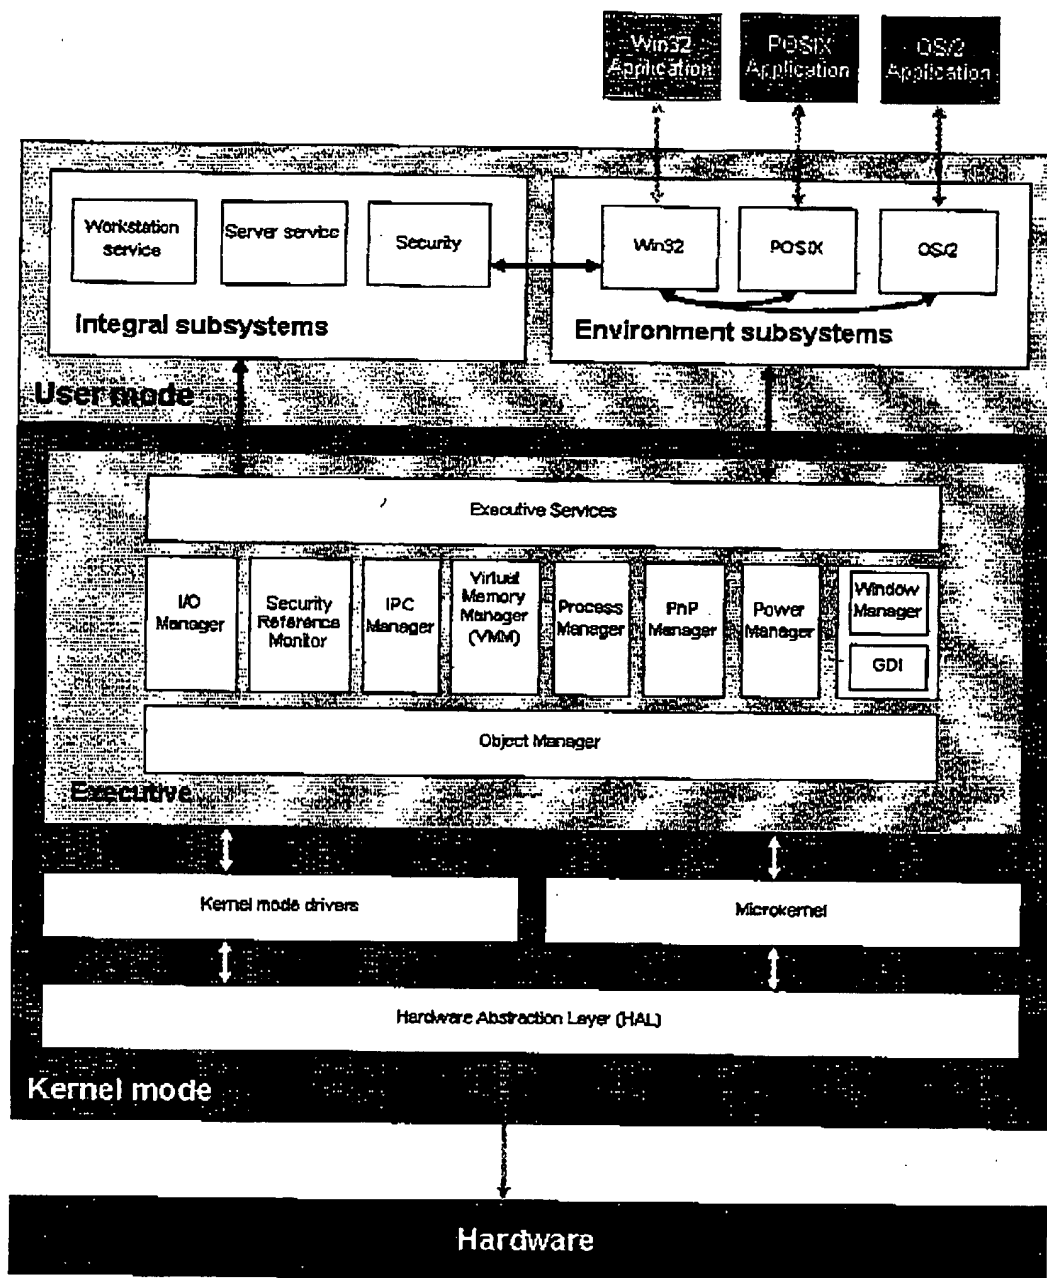 Win32
Application
POSIX
Application
OS/2
Application
Workstation
service
Server service
Security
Win32
POSIX
OS/2
Integral subsystems
Environment subsystems
User mode
Executive Services
I/O
Manager
Security
Reference
Monitor
IPC
Manager
Virtual
Memory
Manager
(VMM)
Process
Manager
PnP
Manager
Power
Manager
Window
Manager
GDI
Object Manager
Executive
Kernel mode drivers
Microkernel
Hardware Abstraction Layer (HAL)
Kernel mode
Hardware